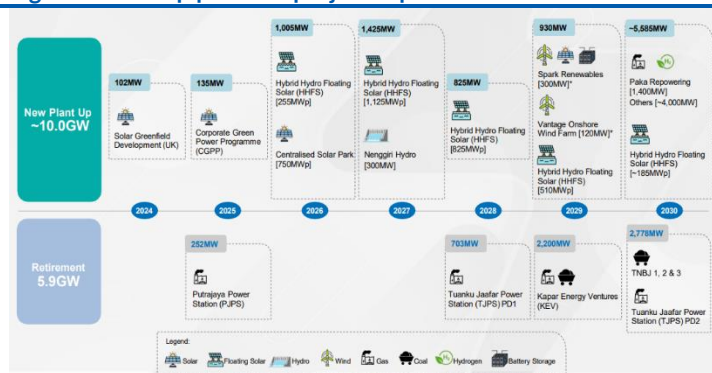 New Plant Up
~10.0GW
102MW
Solar Greenfield
Development (UK)
135MW
Corporate Green
Power Programme
(CGPP)
1,005MW
Hybrid Hydro Floating
Solar (HHFS)
[255MWp]
Centralised Solar Park
[750MWp]
1,425MW
Hybrid Hydro Floating
Solar (HHFS)
[1,125MWp]
Nenggiri Hydro
[300MW]
825MW
Hybrid Hydro Floating
Solar (HHFS)
[825MWp]
930MW
Spark Renewables
[300MW]*
Vantage Onshore
Wind Farm [120MW]*
Hybrid Hydro Floating
Solar (HHFS)
[510MWp]
~5,585MW
Paka Repowering
[1,400MW]
Others [~4,000MW]
Hybrid Hydro Floating
Solar (HHFS)
[~185MWp]
2024
2025
2026
2027
2028
2029
2030
Retirement
5.9GW
252MW
Putrajaya Power
Station (PJPS)
703MW
Tuanku Jaafar Power
Station (TJPS) PD1
2,200MW
Kapar Energy Ventures
(KEV)
2,778MW
TNBJ 1, 2 & 3
Tuanku Jaafar Power
Station (TJPS) PD2
Legend:
Solar
Floating Solar
Hydro
Wind
Gas
Coal
Hydrogen
Battery Storage